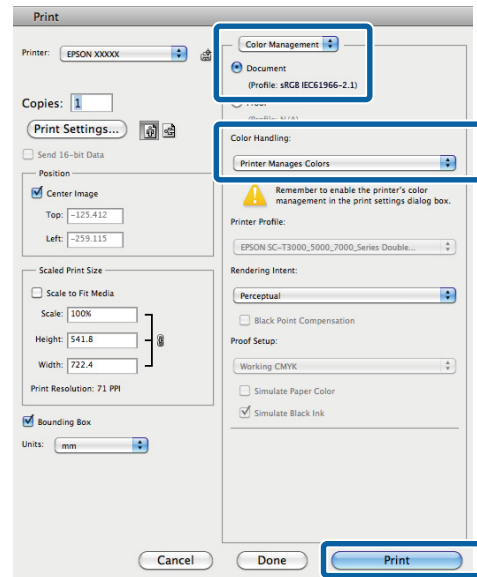 Print
Printer: EPSON XXXXX
Copies: 1
Print Settings...
Send 16-bit Data
Position
Center Image
Top: -125.412
Left: -259.115
Scaled Print Size
Scale to Fit Media
Scale: 100%
Height: 541.8
Width: 722.4
Print Resolution: 71 PPI
Bounding Box
Units: mm
Color Management
Document
(Profile: sRGB IEC61966-2.1)
Color Handling:
Printer Manages Colors
Remember to enable the printer's color
management in the print settings dialog box.
Printer Profile:
EPSON SC-T3000_5000_7000_Series Double...
Rendering Intent:
Perceptual
Black Point Compensation
Proof Setup:
Working CMYK
Simulate Paper Color
Simulate Black Ink
Cancel
Done
Print